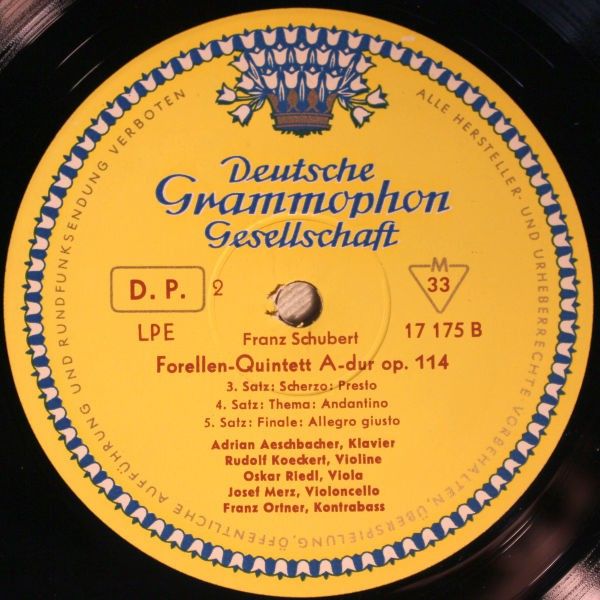 ALLE HERSTELLER- UND URHEBERRECHTE VORBEHALTEN, ÜBERSPIELUNG, ÖFFENTLICHE AUFFÜHRUNG UND RUNDFUNKSENDUNG VERBOTEN
Deutsche
Grammophon
Gesellschaft
D. P. 2
M
33
LPE
17 175 B
Franz Schubert
Forellen-Quintett A-dur op. 114
3. Satz: Scherzo: Presto
4. Satz: Thema: Andantino
5. Satz: Finale: Allegro giusto
Adrian Aeschbacher, Klavier
Rudolf Koeckert, Violine
Oskar Riedl, Viola
Josef Merz, Violoncello
Franz Ortner, Kontrabass